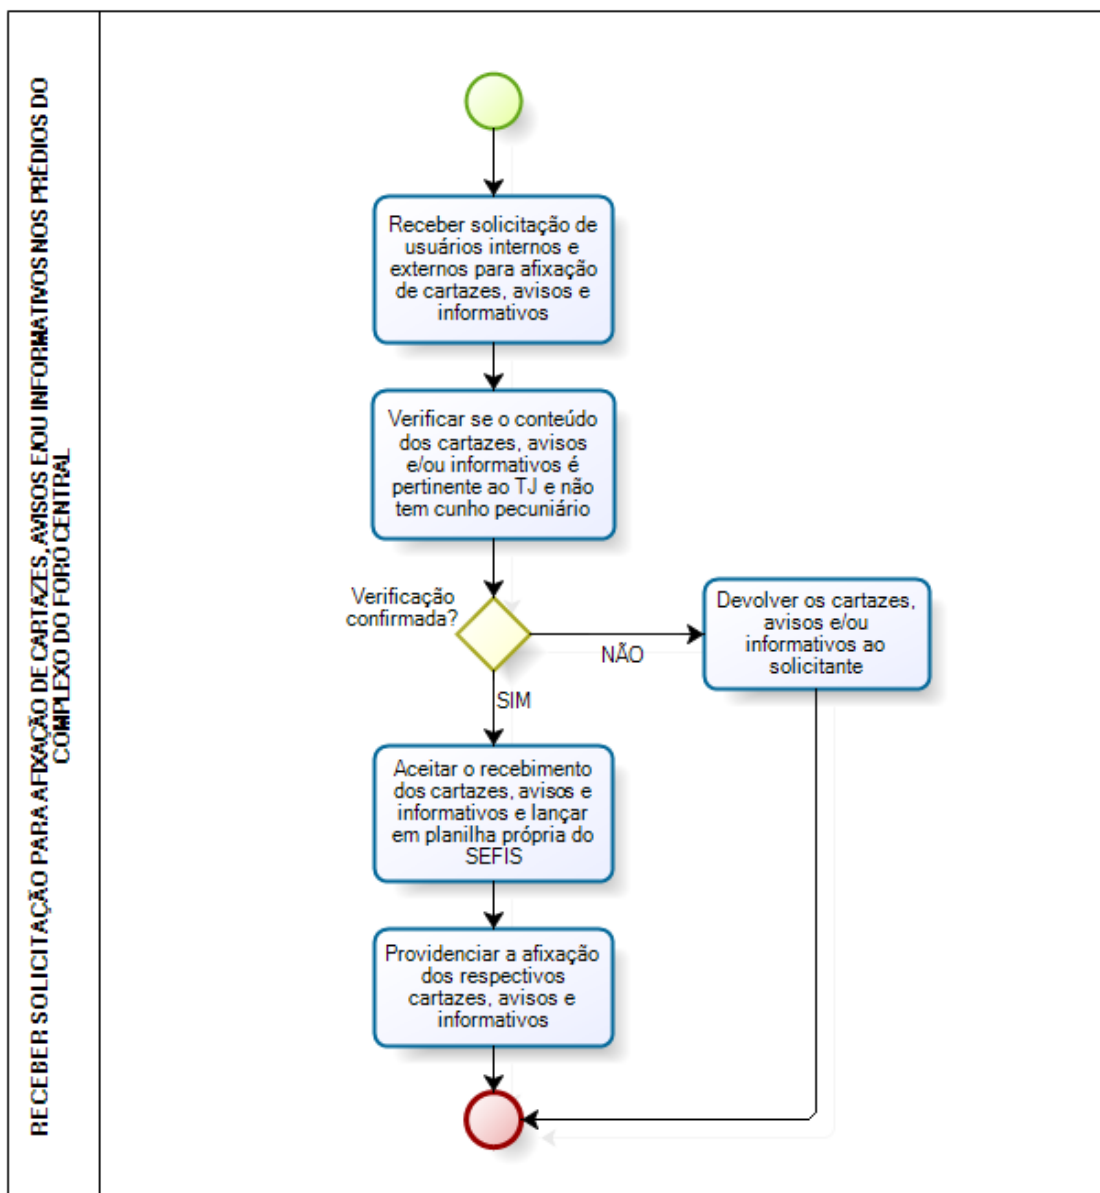 RECEBER SOLICITAÇÃO PARA AFIXAÇÃO DE CARTAZES, AVISOS E/OU INFORMATIVOS NOS PRÉDIOS DO
COMPLEXO DO FORO CENTRAL
Receber solicitação de
usuários internos e
externos para afixação
de cartazes, avisos e
informativos
Verificar se o conteúdo
dos cartazes, avisos
e/ou informativos é
pertinente ao TJ e não
tem cunho pecuniário
Verificação
confirmada?
NÃO
Devolver os cartazes,
avisos e/ou
informativos ao
solicitante
SIM
Aceitar o recebimento
dos cartazes, avisos e
informativos e lançar
em planilha própria do
SEFIS
Providenciar a afixação
dos respectivos
cartazes, avisos e
informativos